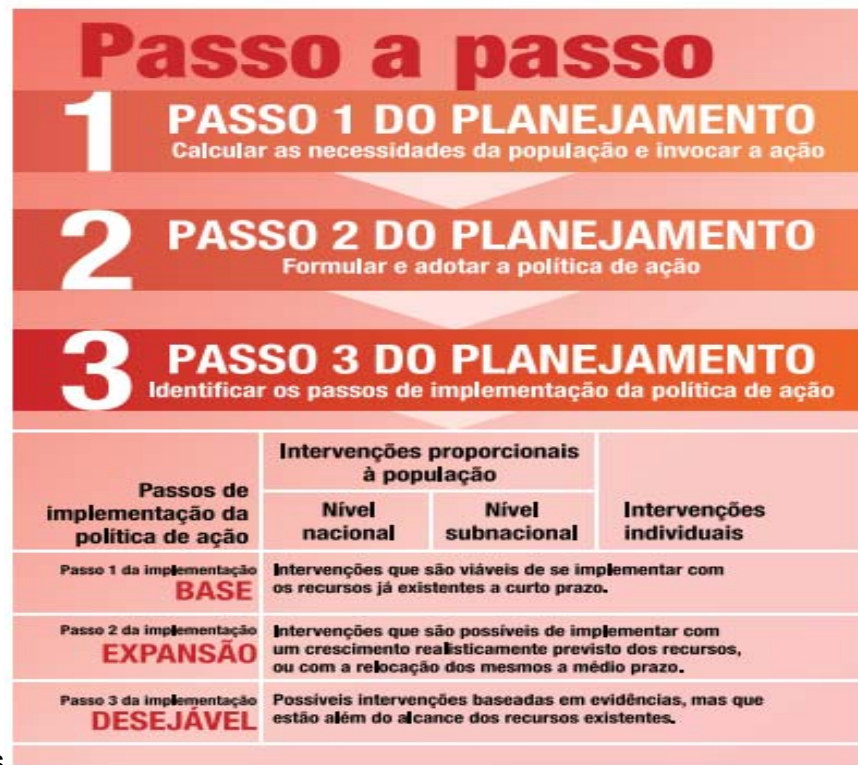 Passo a passo
1
PASSO 1 DO PLANEJAMENTO
Calcular as necessidades da população e invocar a ação
2
PASSO 2 DO PLANEJAMENTO
Formular e adotar a política de ação
3
PASSO 3 DO PLANEJAMENTO
Identificar os passos de implementação da política de ação
Passos de
implementação da
política de ação
Intervenções proporcionais
à população
Nível
nacional
Nível
subnacional
Intervenções
individuais
Passo 1 da implementação
BASE
Intervenções que são viáveis de se implementar com
os recursos já existentes a curto prazo.
Passo 2 da implementação
EXPANSÃO
Intervenções que são possíveis de implementar com
um crescimento realisticamente previsto dos recursos,
ou com a relocação dos mesmos a médio prazo.
Passo 3 da implementação
DESEJÁVEL
Possíveis intervenções baseadas em evidências, mas que
estão além do alcance dos recursos existentes.